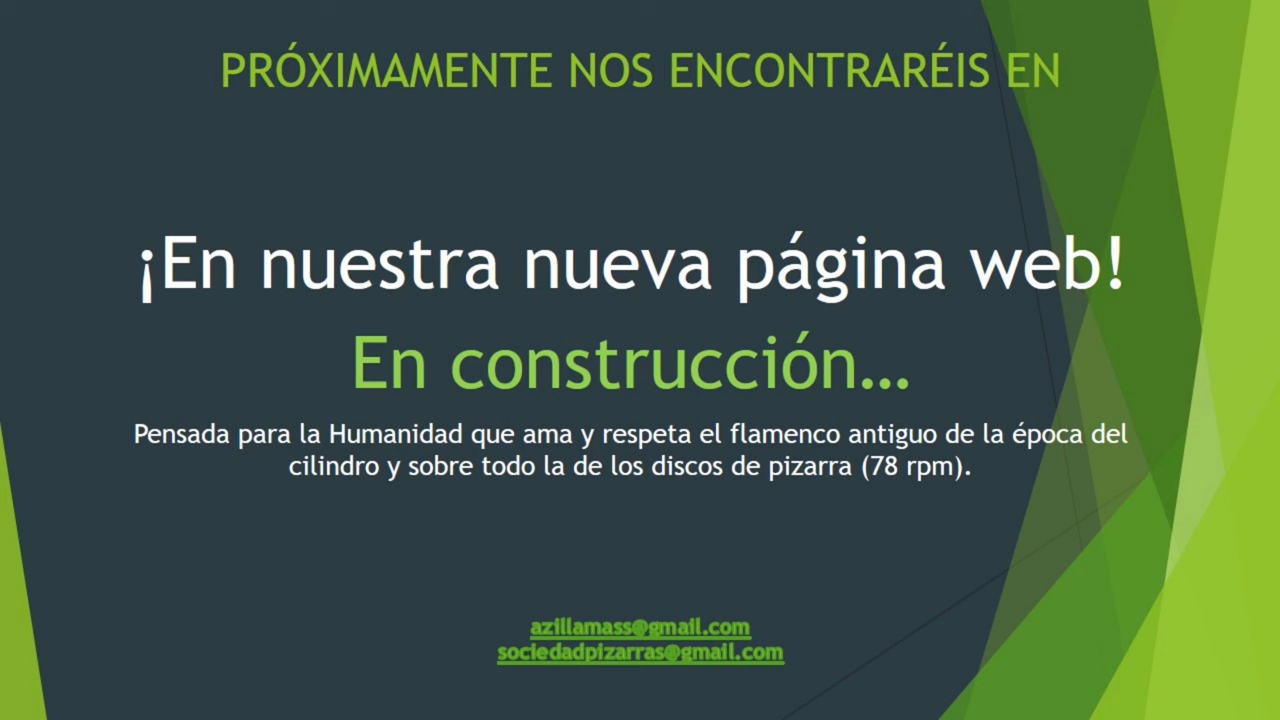 PRÓXIMAMENTE NOS ENCONTRARÉIS EN
¡En nuestra nueva página web!
En construcción...
Pensada para la Humanidad que ama y respeta el flamenco antiguo de la época del
cilindro y sobre todo la de los discos de pizarra (78 rpm).
azillamass@gmail.com
sociedadpizarras@gmail.com